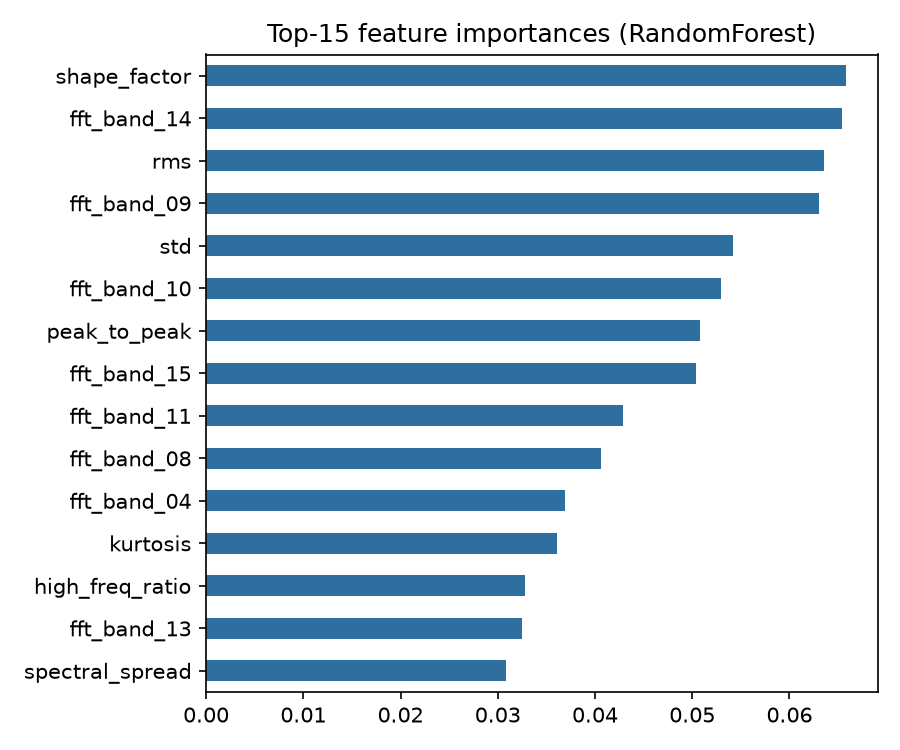 Top-15 feature importances (RandomForest)
shape_factor
fft_band_14
rms
fft_band_09
std
fft_band_10
peak_to_peak
fft_band_15
fft_band_11
fft_band_08
fft_band_04
kurtosis
high_freq_ratio
fft_band_13
spectral_spread
0.00 0.01 0.02 0.03 0.04 0.05 0.06